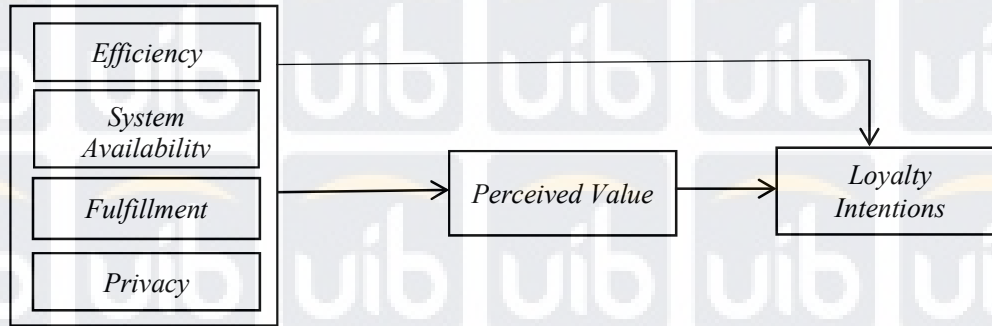 Efficiency
System
Availability
Fulfillment
Privacy
Perceived Value
Loyalty
Intentions
uib